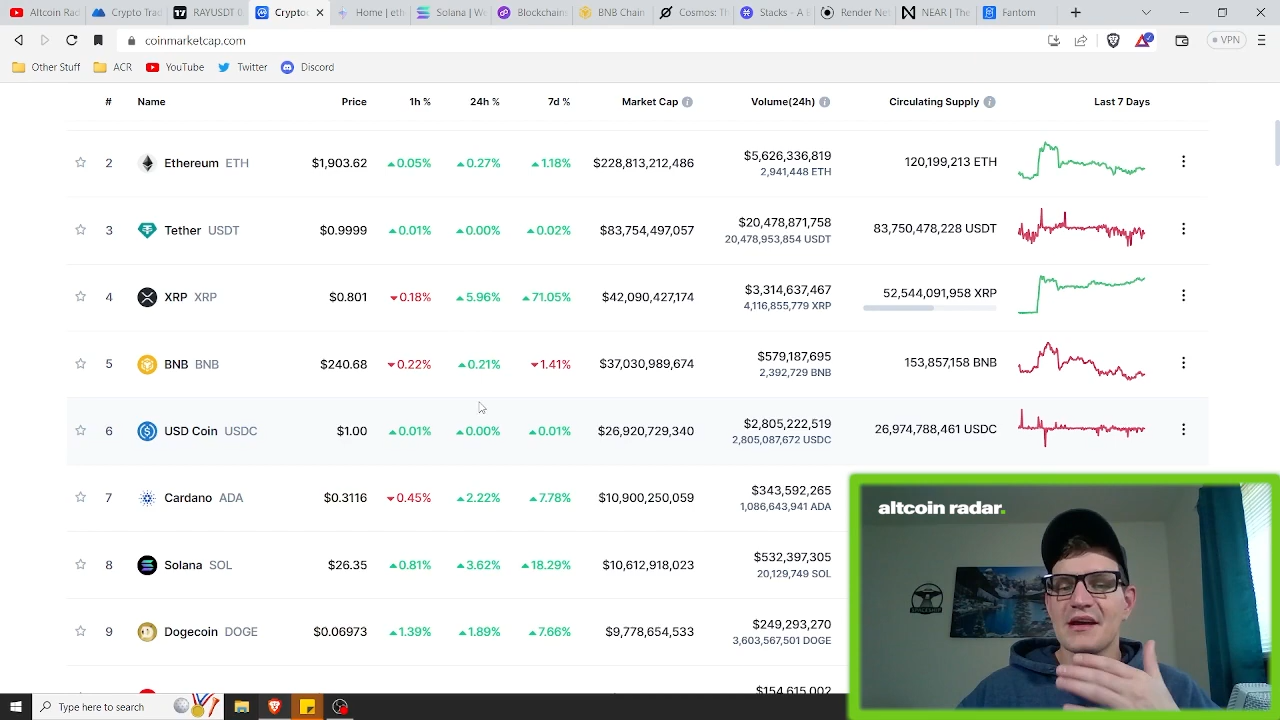 Altcoin Rad
Crypto Tra
RAYUSDT
Crypto
Home | eth
Solana | We
Blockchains
BNB Chain
Cosmos: Th
Stacks - A B
Render Net
NEAR | The
Fantom
coinmarketcap.com
VPN
Other Stuff ACR YouTube Twitter Discord
# Name Price 1h % 24h % 7d % Market Cap Volume(24h) Circulating Supply Last 7 Days
2 Ethereum ETH $1,903.62 0.05% 0.27% 1.18% $228,813,212,486 $5,626,336,819 120,199,213 ETH
2,941,448 ETH
3 Tether USDT $0.9999 0.01% 0.00% 0.02% $83,754,497,057 $20,478,871,758 83,750,478,228 USDT
20,478,953,854 USDT
4 XRP XRP $0.801 0.18% 5.96% 71.05% $42,090,427,174 $3,314,637,467 52,544,091,958 XRP
4,116,855,779 XRP
5 BNB BNB $240.68 0.22% 0.21% 1.41% $37,030,989,674 $579,187,695 153,857,158 BNB
2,392,729 BNB
6 USD Coin USDC $1.00 0.01% 0.00% 0.01% $26,920,729,340 $2,805,222,519 26,974,788,461 USDC
2,805,087,672 USDC
7 Cardano ADA $0.3116 0.45% 2.22% 7.78% $10,900,250,059 $343,592,265
1,086,643,941 ADA
8 Solana SOL $26.35 0.81% 3.62% 18.29% $10,612,918,023 $532,397,305
20,129,749 SOL
9 Dogecoin DOGE $0.06973 1.39% 1.89% 7.66% $9,778,654,533 $249,293,270
3,603,567,501 DOGE
$154,615,002
altcoin radar.
SPACESHIP
Type here to search